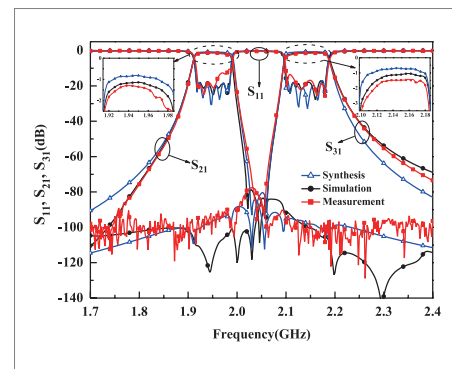 0
-20
-40
-60
-80
-100
-120
-140
S11, S21, S31(dB)
0
-1
-2
-3
1.92 1.94 1.96 1.98
0
-1
-2
-3
2.10 2.12 2.14 2.16 2.18
S11
S21
S31
Synthesis
Simulation
Measurement
1.7 1.8 1.9 2.0 2.1 2.2 2.3 2.4
Frequency(GHz)